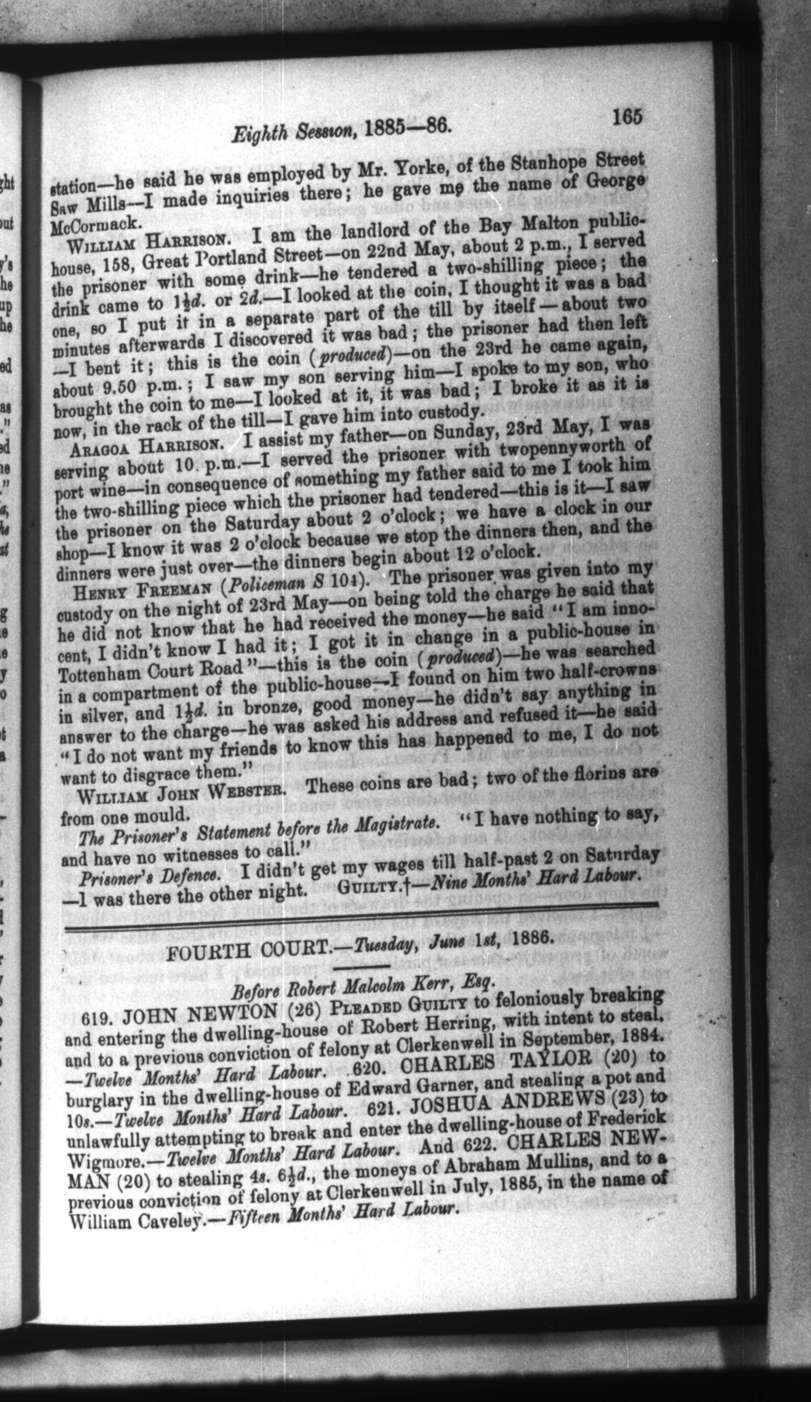 Eighth Session, 1885—86.
165
station—he said he was employed by Mr. Yorke, of the Stanhope Street
Saw Mills—I made inquiries there; he gave me the name of George
McCormack.
WILLIAM HARRISON. I am the landlord of the Bay Malton public-
house, 158, Great Portland Street—on 22nd May, about 2 p.m., I served
the prisoner with some drink—he tendered a two-shilling piece; the
drink came to 1½d. or 2d.—I looked at the coin, I thought it was a bad
one, so I put it in a separate part of the till by itself—about two
minutes afterwards I discovered it was bad; the prisoner had then left
—I bent it; this is the coin (produced)—on the 23rd he came again,
about 9.50 p.m.; I saw my son serving him—I spoke to my son, who
brought the coin to me—I looked at it, it was bad; I broke it as it is
now, in the rack of the till—I gave him into custody.
ARAGOA HARRISON. I assist my father—on Sunday, 23rd May, I was
serving about 10 p.m.—I served the prisoner with twopennyworth of
port wine—in consequence of something my father said to me I took him
the two-shilling piece which the prisoner had tendered—this is it—I saw
the prisoner on the Saturday about 2 o'clock; we have a clock in our
shop—I know it was 2 o'clock because we stop the dinners then, and the
dinners were just over—the dinners begin about 12 o'clock.
HENRY FREEMAN (Policeman S 104). The prisoner was given into my
custody on the night of 23rd May—on being told the charge he said that
he did not know that he had received the money—he said "I am inno-
cent, I didn't know I had it; I got it in change in a public-house in
Tottenham Court Road"—this is the coin (produced)—he was searched
in a compartment of the public-house—I found on him two half-crowns
in silver, and 1½d. in bronze, good money—he didn't say anything in
answer to the charge—he was asked his address and refused it—he said
"I do not want my friends to know this has happened to me, I do not
want to disgrace them."
WILLIAM JOHN WEBSTER. These coins are bad; two of the florins are
from one mould.
The Prisoner's Statement before the Magistrate. "I have nothing to say,
and have no witnesses to call."
Prisoner's Defence. I didn't get my wages till half-past 2 on Saturday
—I was there the other night. GUILTY.†—Nine Months' Hard Labour.
FOURTH COURT.—Tuesday, June 1st, 1886.
Before Robert Malcolm Kerr, Esq.
619. JOHN NEWTON (26) PLEADED GUILTY to feloniously breaking
and entering the dwelling-house of Robert Herring, with intent to steal,
and to a previous conviction of felony at Clerkenwell in September, 1884.
—Twelve Months' Hard Labour. 620. CHARLES TAYLOR (20) to
burglary in the dwelling-house of Edward Garner, and stealing a pot and
10s.—Twelve Months' Hard Labour. 621. JOSHUA ANDREWS (23) to
unlawfully attempting to break and enter the dwelling-house of Frederick
Wigmore.—Twelve Months' Hard Labour. And 622. CHARLES NEW-
MAN (20) to stealing 4s. 6½d., the moneys of Abraham Mullins, and to a
previous conviction of felony at Clerkenwell in July, 1885, in the name of
William Caveley.—Fifteen Months' Hard Labour.